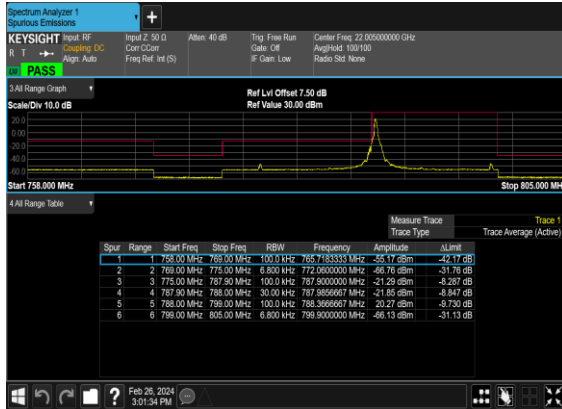 Spectrum Analyzer 1
Spurious Emissions
+
KEYSIGHT Input: RF Input Z: 50 Ω Atten: 40 dB Trig: Free Run Center Freq: 22.005000000 GHz
R T Coupling: DC Corr CCorr Gate: Off Avg|Hold: 100/100
Align: Auto Freq Ref: Int (S) IF Gain: Low Radio Std: None
PASS
3 All Range Graph
Ref Lvl Offset 7.50 dB
Scale/Div 10.0 dB Ref Value 30.00 dBm
20.0
0.00
-20.0
-40.0
-60.0
Start 758.000 MHz Stop 805.000 MH
4 All Range Table
Measure Trace Trace 1
Trace Type Trace Average (Active)
Spur Range Start Freq Stop Freq RBW Frequency Amplitude ΔLimit
1 1 758.00 MHz 769.00 MHz 100.0 kHz 765.7183333 MHz -55.17 dBm -42.17 dB
2 2 769.00 MHz 775.00 MHz 6.800 kHz 772.0600000 MHz -66.76 dBm -31.76 dB
3 3 775.00 MHz 787.90 MHz 100.0 kHz 787.9000000 MHz -21.29 dBm -8.287 dB
4 4 787.90 MHz 788.00 MHz 30.00 kHz 787.9856667 MHz -21.85 dBm -8.847 dB
5 5 788.00 MHz 799.00 MHz 100.0 kHz 788.3666667 MHz 20.27 dBm -9.730 dB
6 6 799.00 MHz 805.00 MHz 6.800 kHz 799.9000000 MHz -66.13 dBm -31.13 dB
? Feb 26, 2024
3:01:34 PM